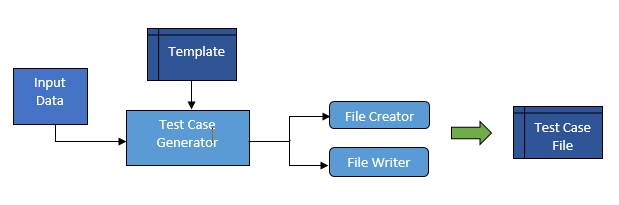 Template
Input
Data
Test Case
Generator
File Creator
File Writer
Test Case
File